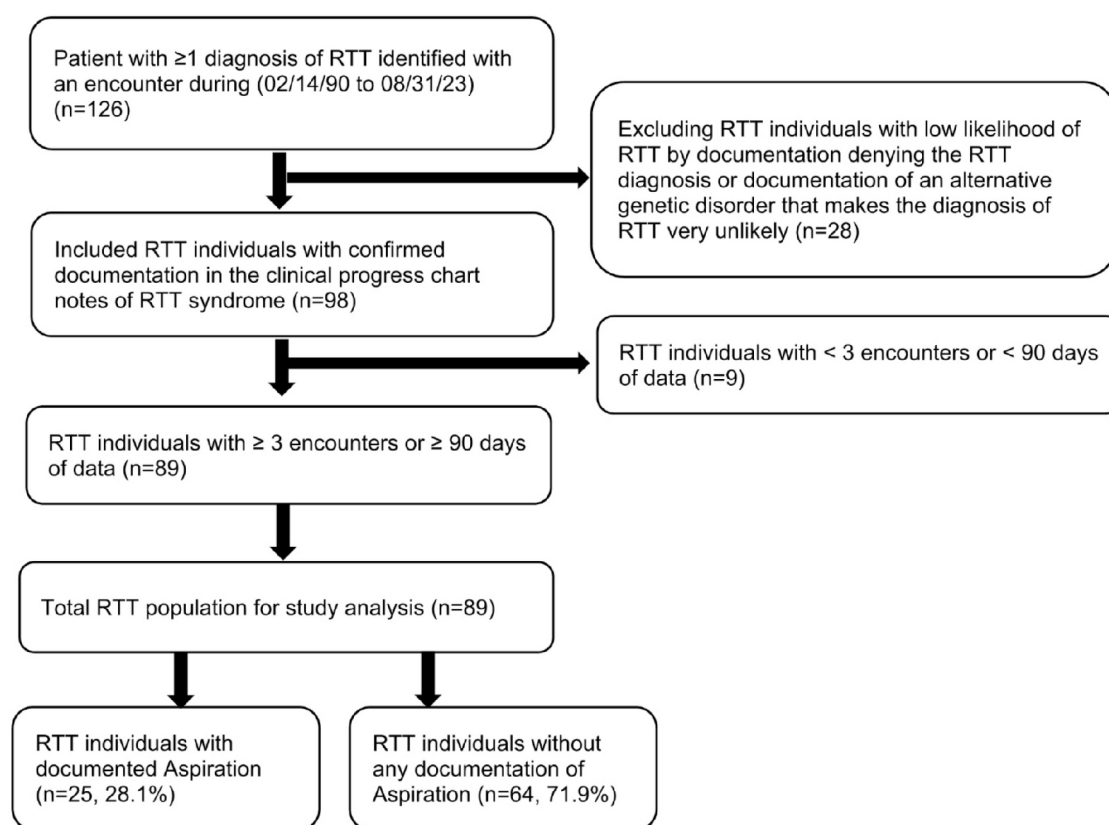 Patient with ≥1 diagnosis of RTT identified with
an encounter during (02/14/90 to 08/31/23)
(n=126)
Excluding RTT individuals with low likelihood of
RTT by documentation denying the RTT
diagnosis or documentation of an alternative
genetic disorder that makes the diagnosis of
RTT very unlikely (n=28)
Included RTT individuals with confirmed
documentation in the clinical progress chart
notes of RTT syndrome (n=98)
RTT individuals with < 3 encounters or < 90 days
of data (n=9)
RTT individuals with ≥ 3 encounters or ≥ 90 days
of data (n=89)
Total RTT population for study analysis (n=89)
RTT individuals with
documented Aspiration
(n=25, 28.1%)
RTT individuals without
any documentation of
Aspiration (n=64, 71.9%)